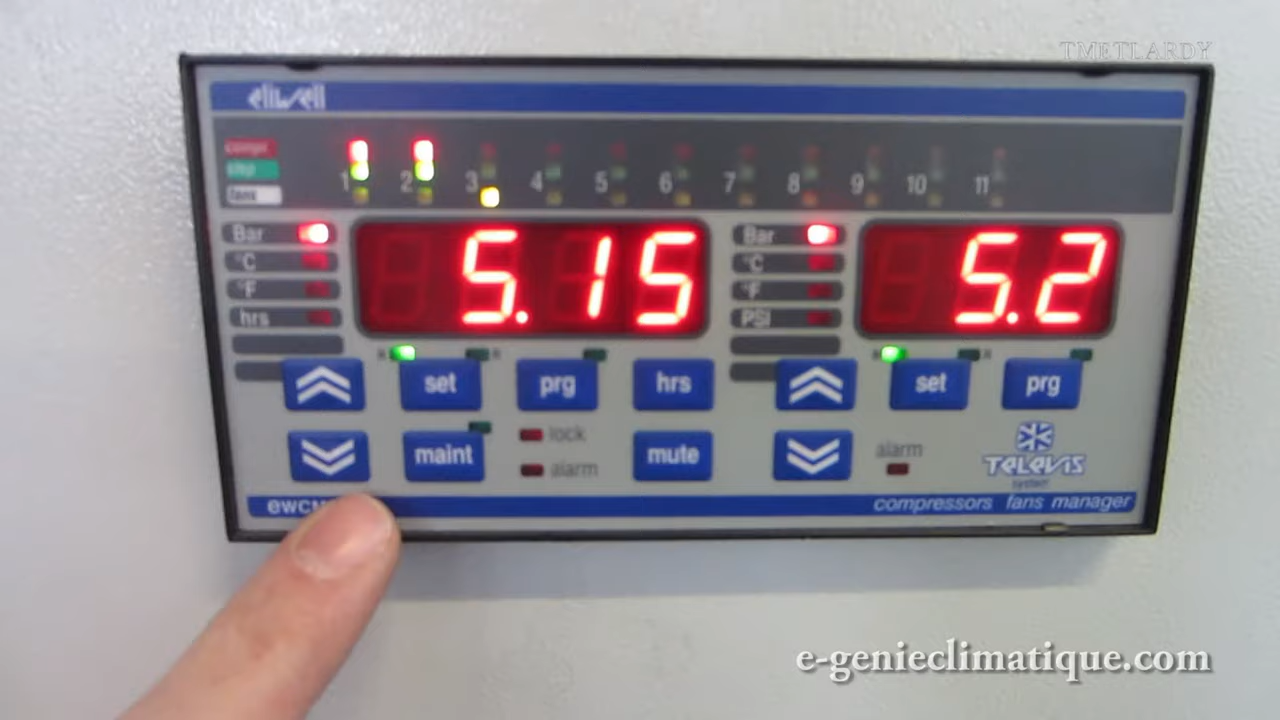 TMETLARDY
eliwell
compr
step
fans
1 2 3 4 5 6 7 8 9 10 11
Bar
°C
°F
hrs
5.15
Bar
°C
°F
PSI
5.2
set prg hrs
set prg
maint
lock
alarm
mute
alarm
TELEVIS
system
compressors fans manager
e-genieclimatique.com